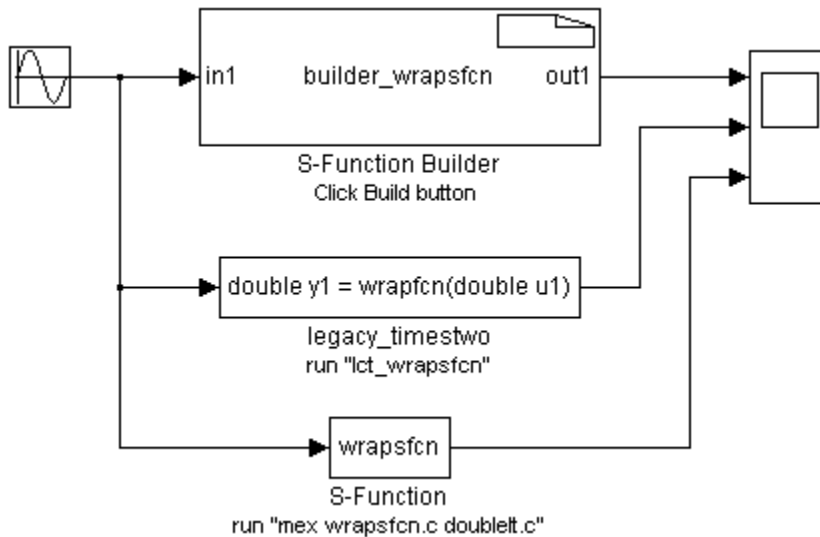 in1 builder_wrapsfcn out1
S-Function Builder
Click Build button
double y1 = wrapfcn(double u1)
legacy_timestwo
run "lct_wrapsfcn"
wrapsfcn
S-Function
run "mex wrapsfcn.c doubleIt.c"